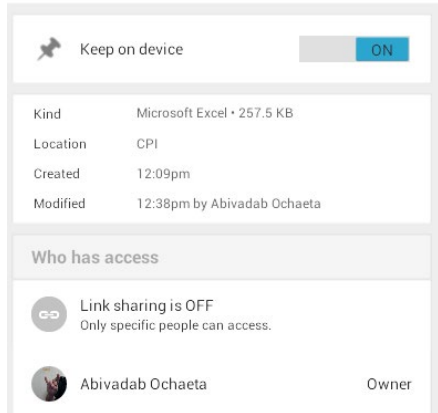 Keep on device ON
Kind Microsoft Excel • 257.5 KB
Location CPI
Created 12:09pm
Modified 12:38pm by Abivadab Ochaeta
Who has access
Link sharing is OFF
Only specific people can access.
Abivadab Ochaeta Owner